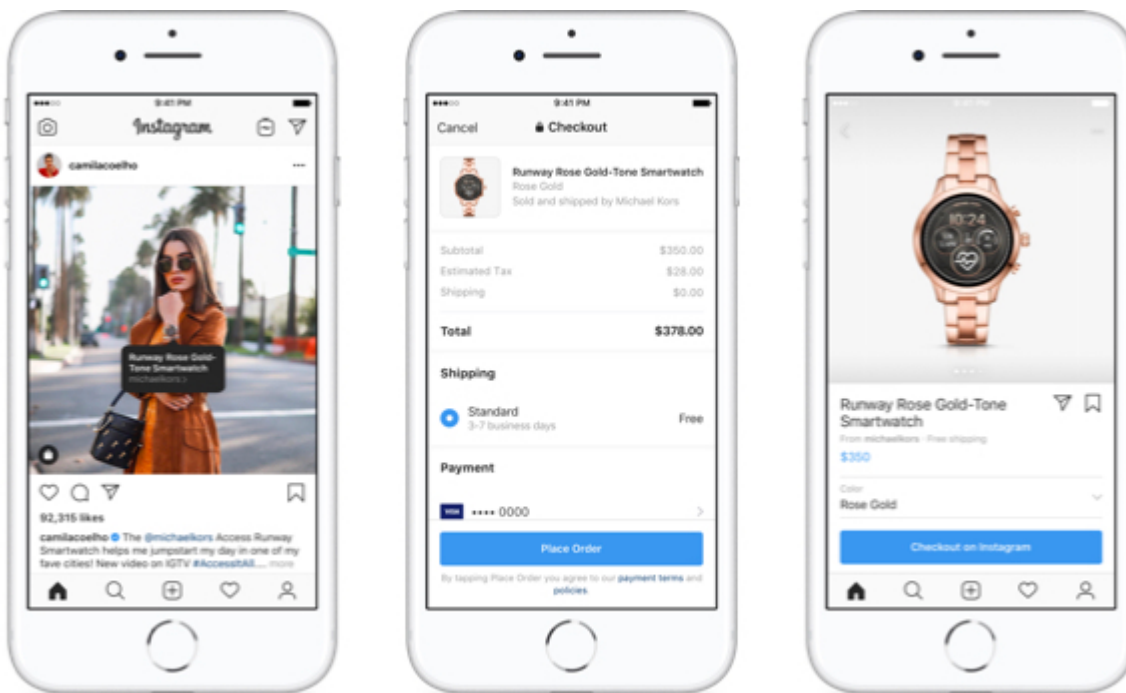 9:41 PM
Instagram
camilacoelho
Runway Rose Gold-
Tone Smartwatch
michaelkors >
92,315 likes
camilacoelho The @michaelkors Access Runway
Smartwatch helps me jumpstart my day in one of my
fave cities! New video on IGTV #AccessItAll.... more
9:41 PM
Cancel
Checkout
Runway Rose Gold-Tone Smartwatch
Rose Gold
Sold and shipped by Michael Kors
Subtotal $350.00
Estimated Tax $28.00
Shipping $0.00
Total $378.00
Shipping
Standard Free
3-7 business days
Payment
VISA •••• 0000
Place Order
By tapping Place Order you agree to our payment terms and
policies.
9:41 PM
10:24
Runway Rose Gold-Tone
Smartwatch
From michaelkors · Free shipping
$350
Color
Rose Gold
Checkout on Instagram